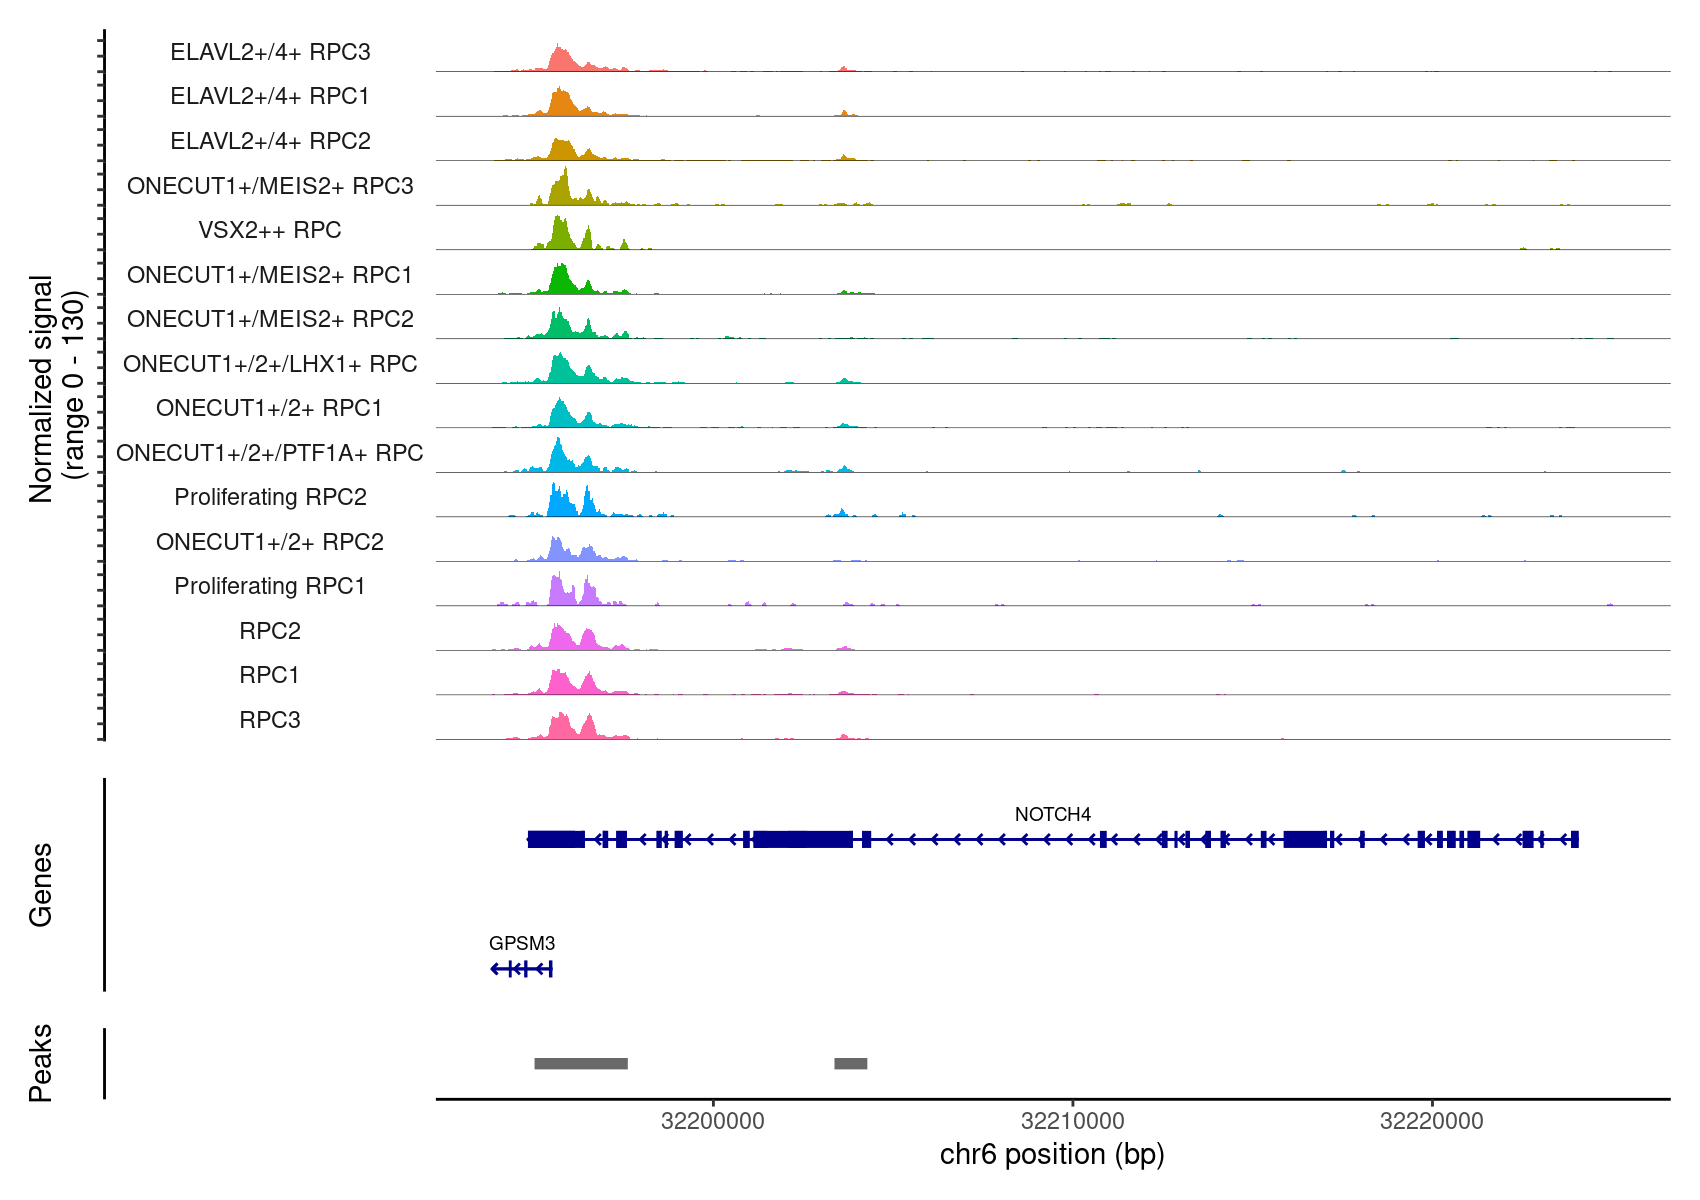 Normalized signal
(range 0 - 130)
ELAVL2+/4+ RPC3
ELAVL2+/4+ RPC1
ELAVL2+/4+ RPC2
ONECUT1+/MEIS2+ RPC3
VSX2++ RPC
ONECUT1+/MEIS2+ RPC1
ONECUT1+/MEIS2+ RPC2
ONECUT1+/2+/LHX1+ RPC
ONECUT1+/2+ RPC1
ONECUT1+/2+/PTF1A+ RPC
Proliferating RPC2
ONECUT1+/2+ RPC2
Proliferating RPC1
RPC2
RPC1
RPC3
Genes
NOTCH4
GPSM3
Peaks
32200000 32210000 32220000
chr6 position (bp)